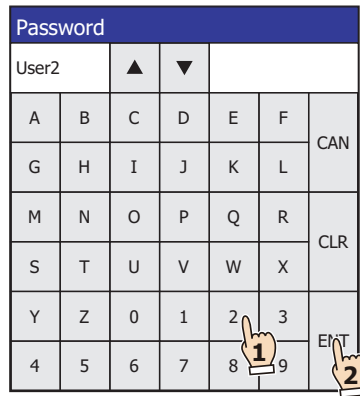 Password
User2 ▲ ▼
A B C D E F
CAN
G H I J K L
M N O P Q R
CLR
S T U V W X
Y Z 0 1 2 3
1
ENT
4 5 6 7 8 9
2